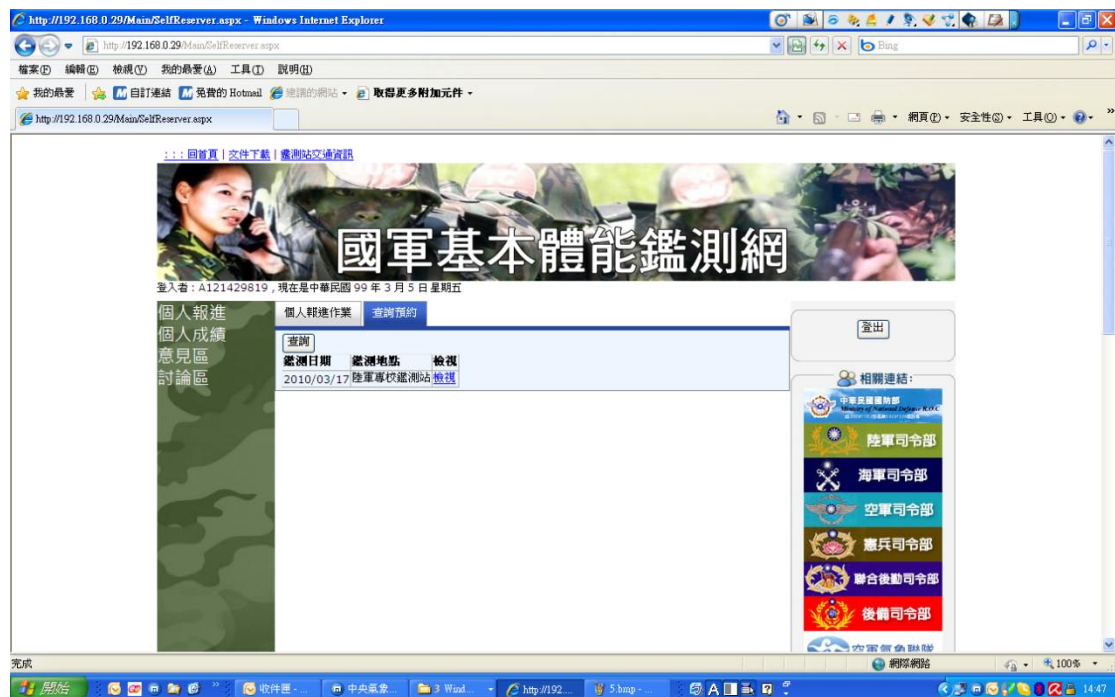 http://192.168.0.29/Main/SelfReserver.aspx - Windows Internet Explorer
http://192.168.0.29/Main/SelfReserver.aspx
Bing
檔案(F) 編輯(E) 檢視(V) 我的最愛(A) 工具(T) 說明(H)
我的最愛 自訂連結 免費的 Hotmail 建議的網站 取得更多附加元件
http://192.168.0.29/Main/SelfReserver.aspx
網頁(P) 安全性(S) 工具(O)
:::回首頁 | 文件下載 | 鑑測站交通資訊
國軍基本體能鑑測網
登入者:A121429819,現在是中華民國 99 年 3 月 5 日 星期五
個人報進
個人成績
意見區
討論區
個人報進作業 查詢預約
查詢
鑑測日期 鑑測地點 檢視
2010/03/17 陸軍專校鑑測站 檢視
登出
相關連結:
中華民國國防部
Ministry of National Defense R.O.C
陸軍司令部
海軍司令部
空軍司令部
憲兵司令部
聯合後勤司令部
後備司令部
空軍氣象聯隊
完成
網際網路
100%
開始
收件匣 - ...
中央氣象...
3 Wind...
http://192....
5.bmp - ...
A
14:47